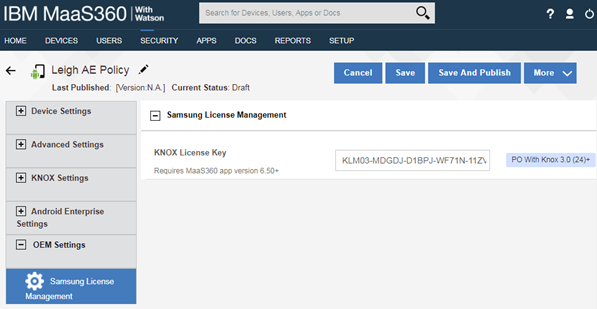 IBM MaaS360 | With Watson
Search for Devices, Users, Apps or Docs
?
HOME DEVICES USERS SECURITY APPS DOCS REPORTS SETUP
Leigh AE Policy
Last Published: [Version:N.A.] Current Status: Draft
Cancel
Save
Save And Publish
More
Device Settings
Advanced Settings
KNOX Settings
Android Enterprise
Settings
OEM Settings
Samsung License
Management
Samsung License Management
KNOX License Key
Requires MaaS360 app version 6.50+
KLM03-MDGDJ-D1BPJ-WF71N-11ZV
PO With Knox 3.0 (24)+